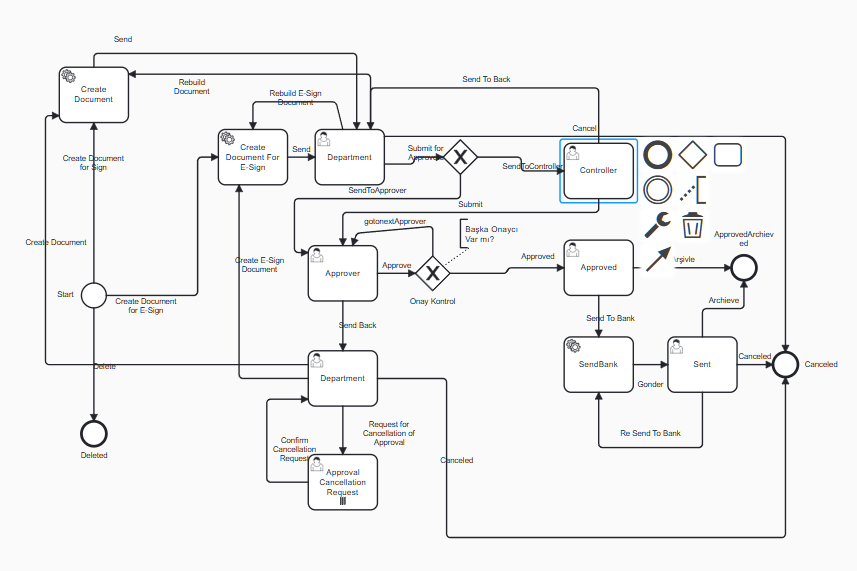 Send
Create
Document
Rebuild
Document
Rebuild E-Sign
Document
Send To Back
Cancel
Create
Document For
E-Sign
Send
Department
Submit for
SendToController
Controller
Create Document
for Sign
SendToApprover
Submit
gotonextApprover
Başka Onaycı
Var mı?
ApprovedArchiev
ed
Create Document
Create E-Sign
Document
Approver
Approve
Approved
Approved
Arşivle
Start
Create Document
for E-Sign
Onay Kontrol
Archieve
Send Back
Send To Bank
Delete
Department
SendBank
Gonder
Sent
Canceled
Canceled
Deleted
Confirm
Cancellation
Request
Request for
Cancellation of
Approval
Re Send To Bank
Canceled
Approval
Cancellation
Request